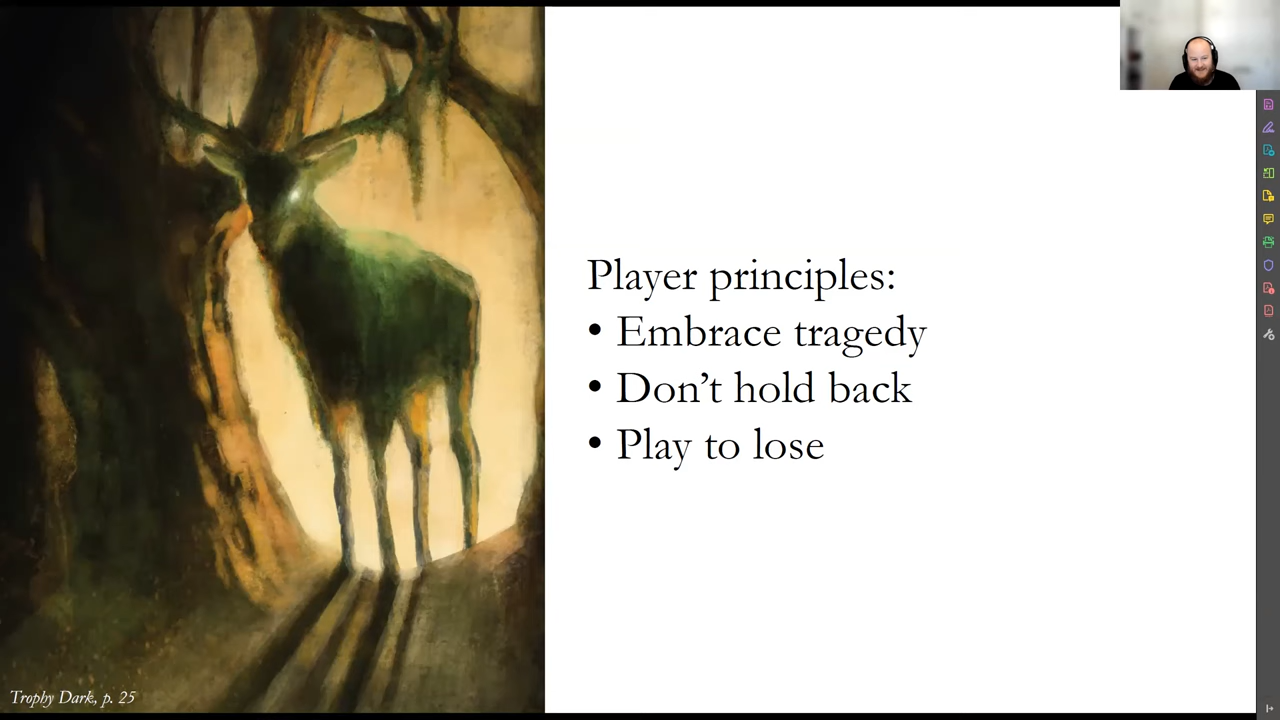 Player principles:
• Embrace tragedy
• Don’t hold back
• Play to lose
Trophy Dark, p. 25